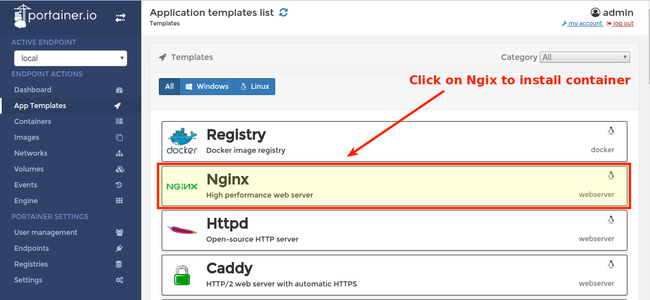 portainer.io
Application templates list
Templates
admin
my account
log out
ACTIVE ENDPOINT
local
ENDPOINT ACTIONS
Dashboard
App Templates
Containers
Images
Networks
Volumes
Events
Engine
PORTAINER SETTINGS
User management
Endpoints
Registries
Settings
Templates
Category All
All Windows Linux
Click on Ngix to install container
Registry
docker
Docker image registry
docker
NGINX
Nginx
High performance web server
webserver
Httpd
Open-source HTTP server
webserver
Caddy
HTTP/2 web server with automatic HTTPS
webserver